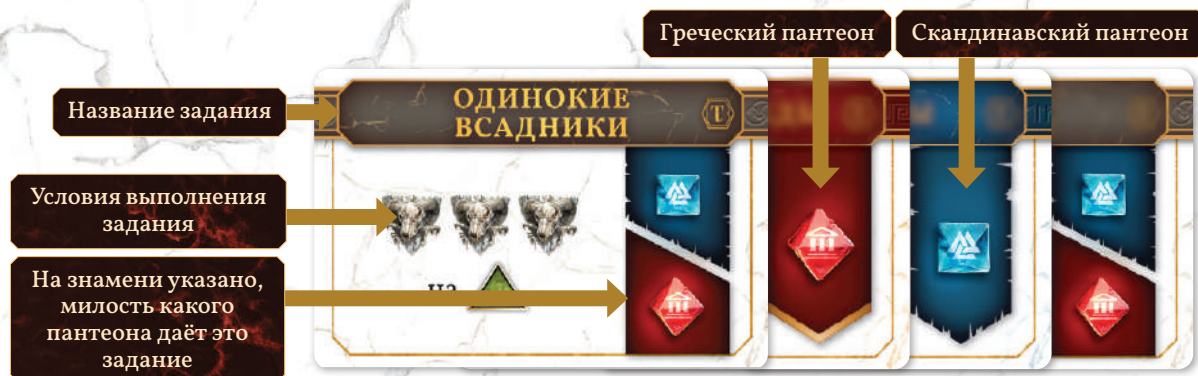 Греческий пантеон
Скандинавский пантеон
Название задания
ОДИНОКИЕ
ВСАДНИКИ
Условия выполнения
задания
На знамени указано,
милость какого
пантеона даёт это
задание
на